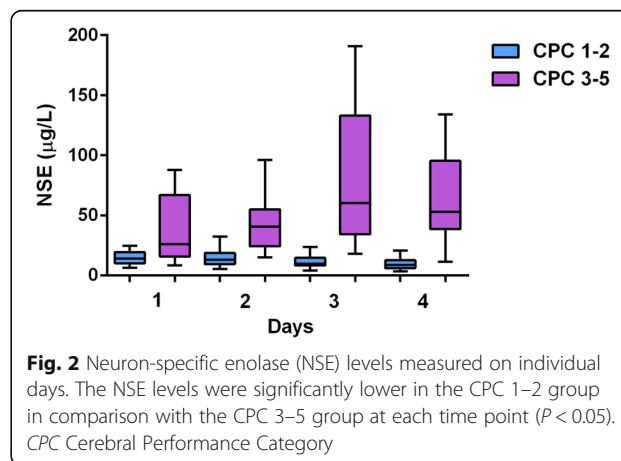 200
150
100
50
0
NSE (µg/L)
1 2 3 4
Days
CPC 1-2
CPC 3-5
Fig. 2 Neuron-specific enolase (NSE) levels measured on individual
days. The NSE levels were significantly lower in the CPC 1–2 group
in comparison with the CPC 3–5 group at each time point (P < 0.05).
CPC Cerebral Performance Category